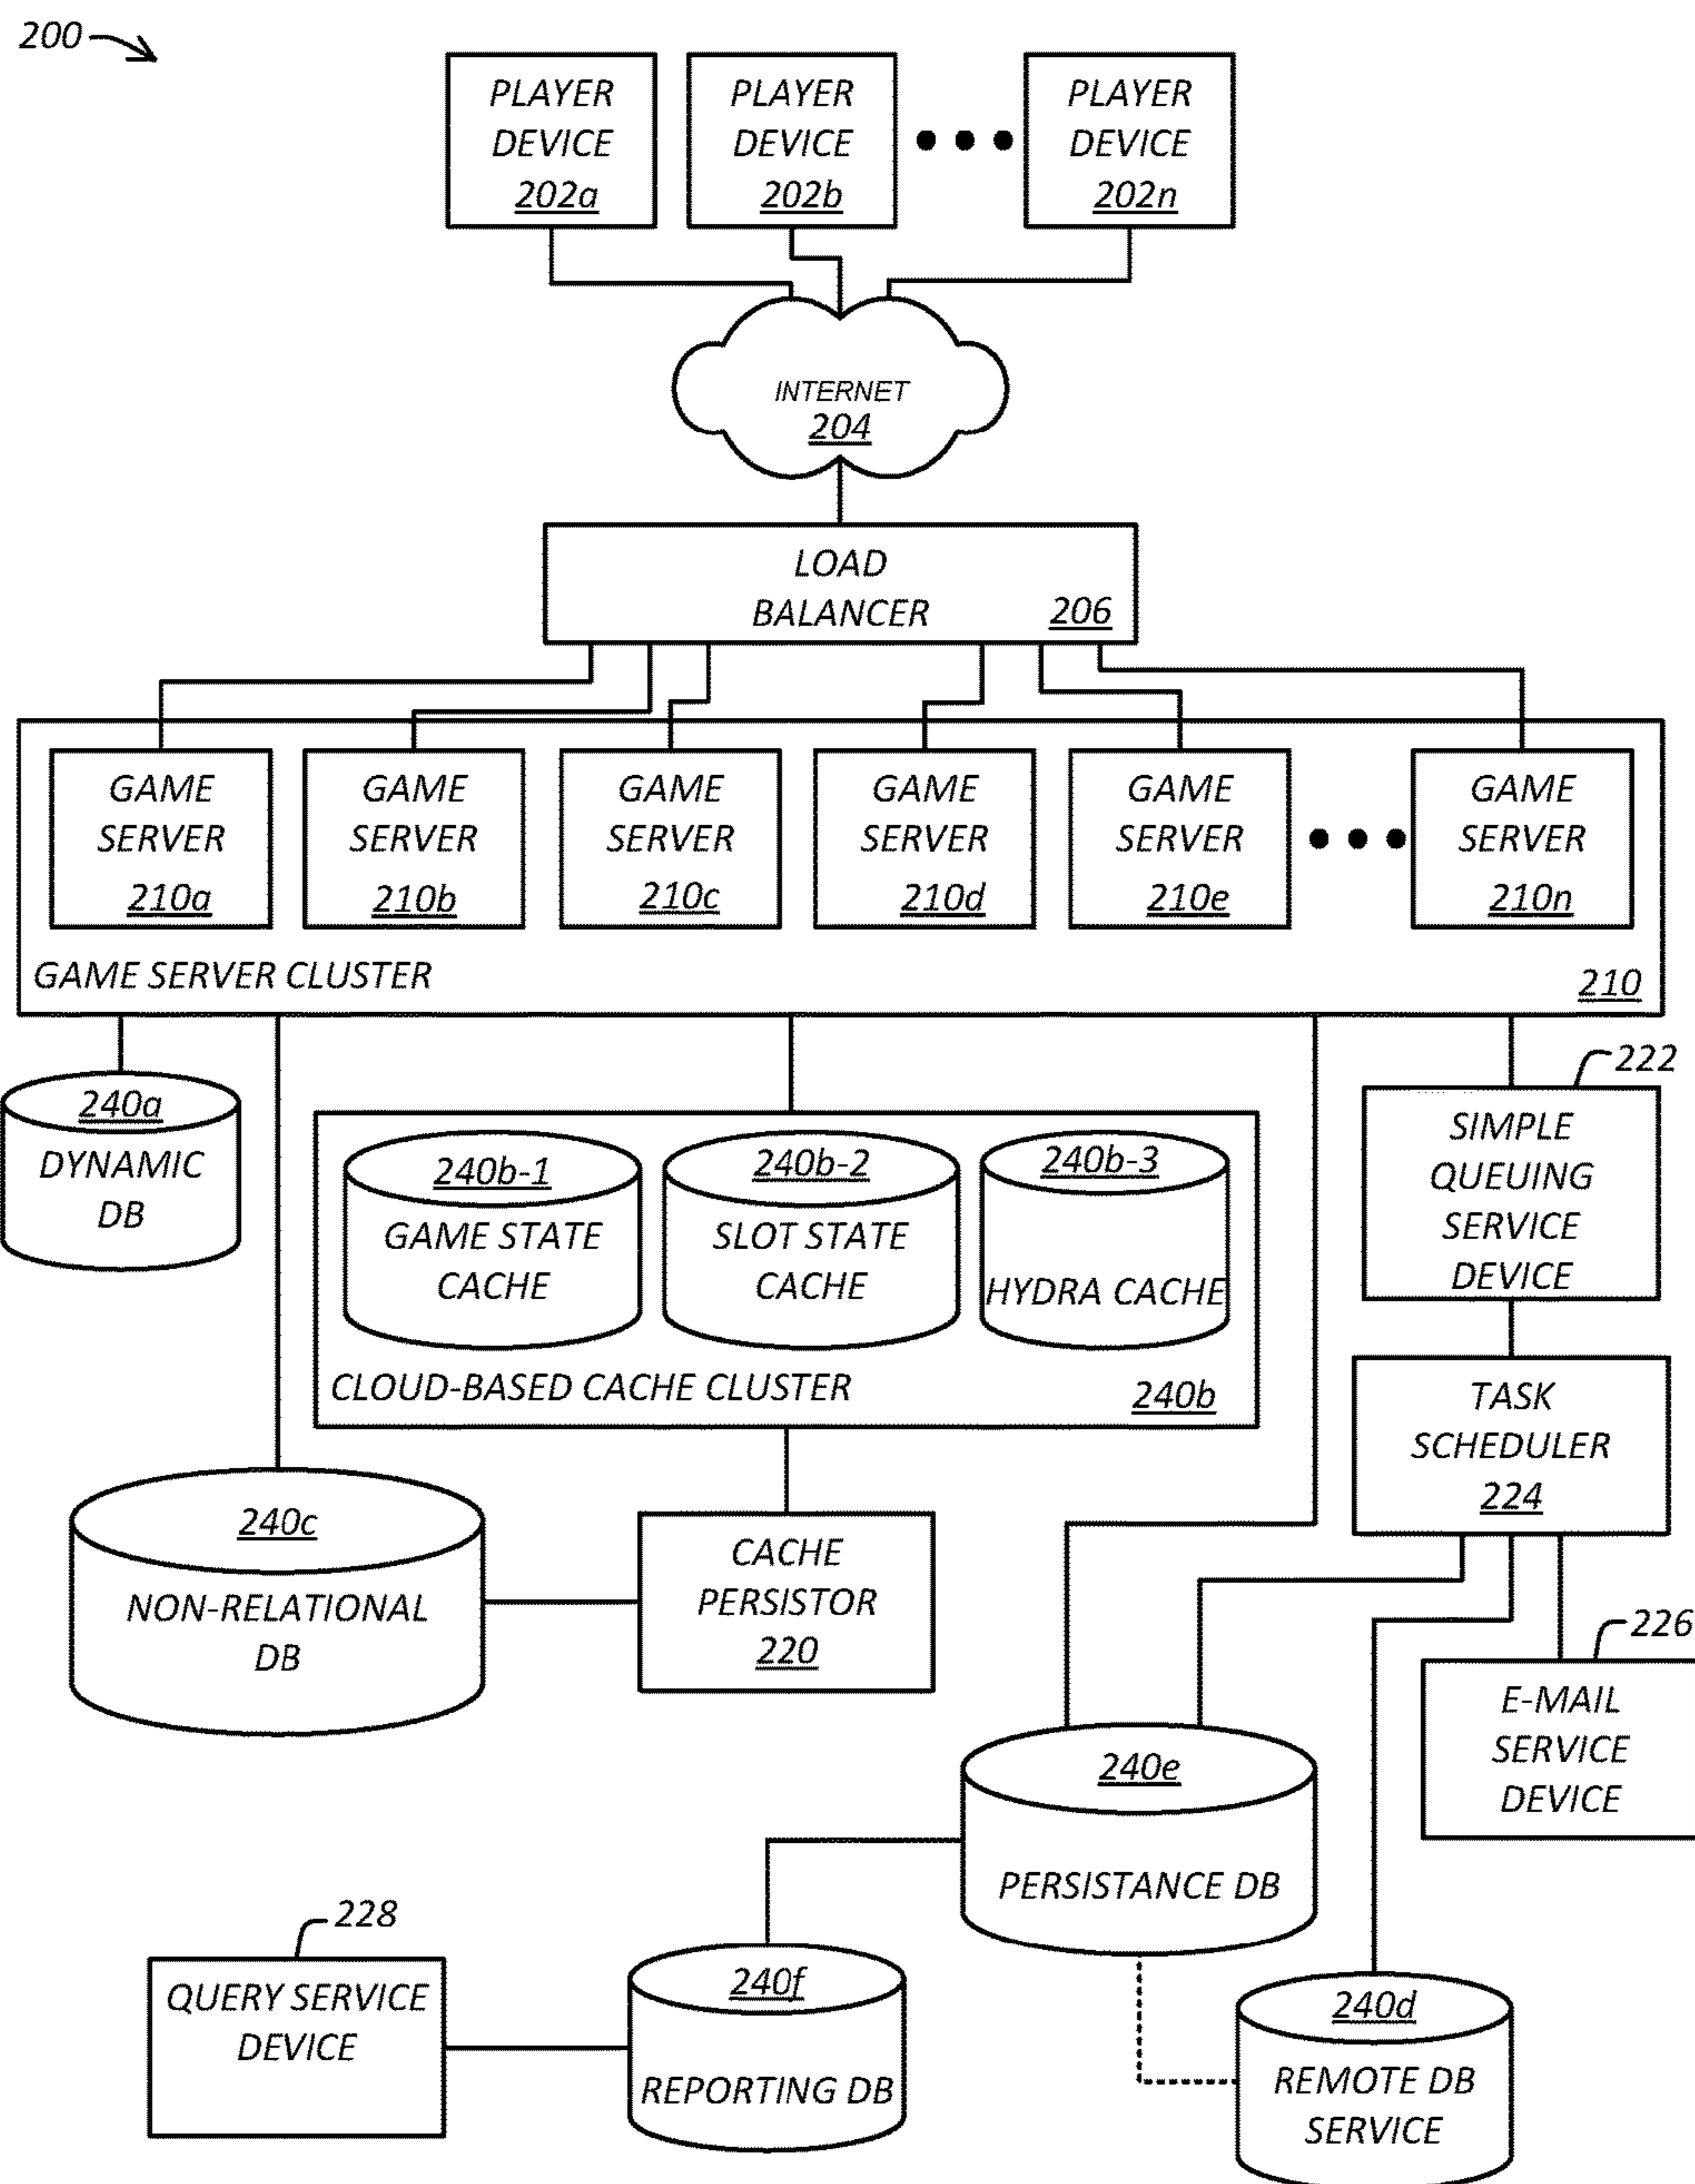 200
PLAYER
DEVICE
202a
PLAYER
DEVICE
202b
PLAYER
DEVICE
202n
INTERNET
204
LOAD
BALANCER
206
GAME
SERVER
210a
GAME
SERVER
210b
GAME
SERVER
210c
GAME
SERVER
210d
GAME
SERVER
210e
GAME
SERVER
210n
GAME SERVER CLUSTER
210
240a
DYNAMIC
DB
240b-1
GAME STATE
CACHE
240b-2
SLOT STATE
CACHE
240b-3
HYDRA CACHE
CLOUD-BASED CACHE CLUSTER
240b
222
SIMPLE
QUEUING
SERVICE
DEVICE
TASK
SCHEDULER
224
240c
NON-RELATIONAL
DB
CACHE
PERSISTOR
220
226
E-MAIL
SERVICE
DEVICE
240e
PERSISTANCE DB
228
QUERY SERVICE
DEVICE
240f
REPORTING DB
240d
REMOTE DB
SERVICE